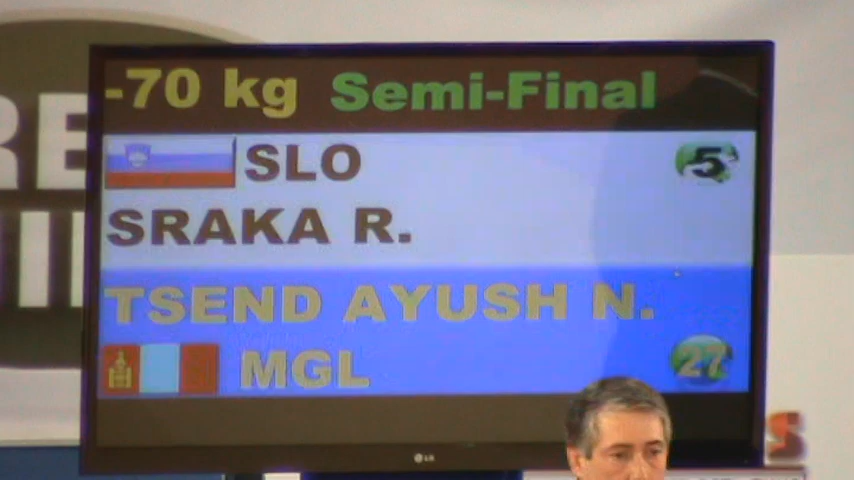 -70 kg Semi-Final
SLO 5
SRAKA R.
TSEND AYUSH N.
MGL 27
LG